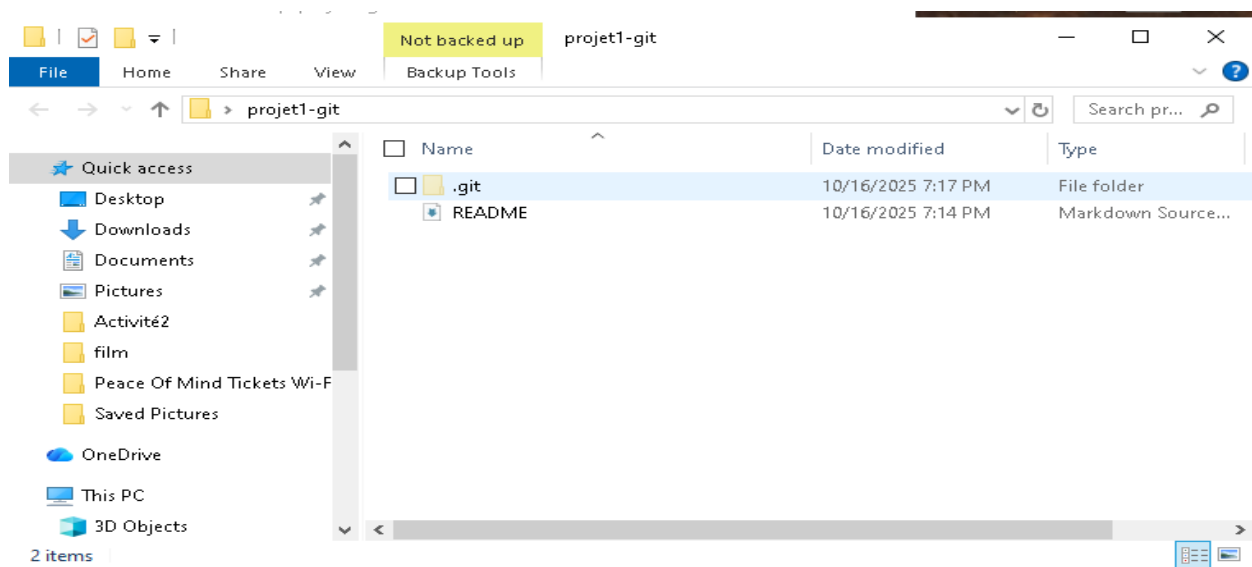 Not backed up projet1-git
File Home Share View Backup Tools
projet1-git Search pr...
Name Date modified Type
Quick access
.git 10/16/2025 7:17 PM File folder
Desktop
README 10/16/2025 7:14 PM Markdown Source...
Downloads
Documents
Pictures
Activité2
film
Peace Of Mind Tickets Wi-F
Saved Pictures
OneDrive
This PC
3D Objects
2 items